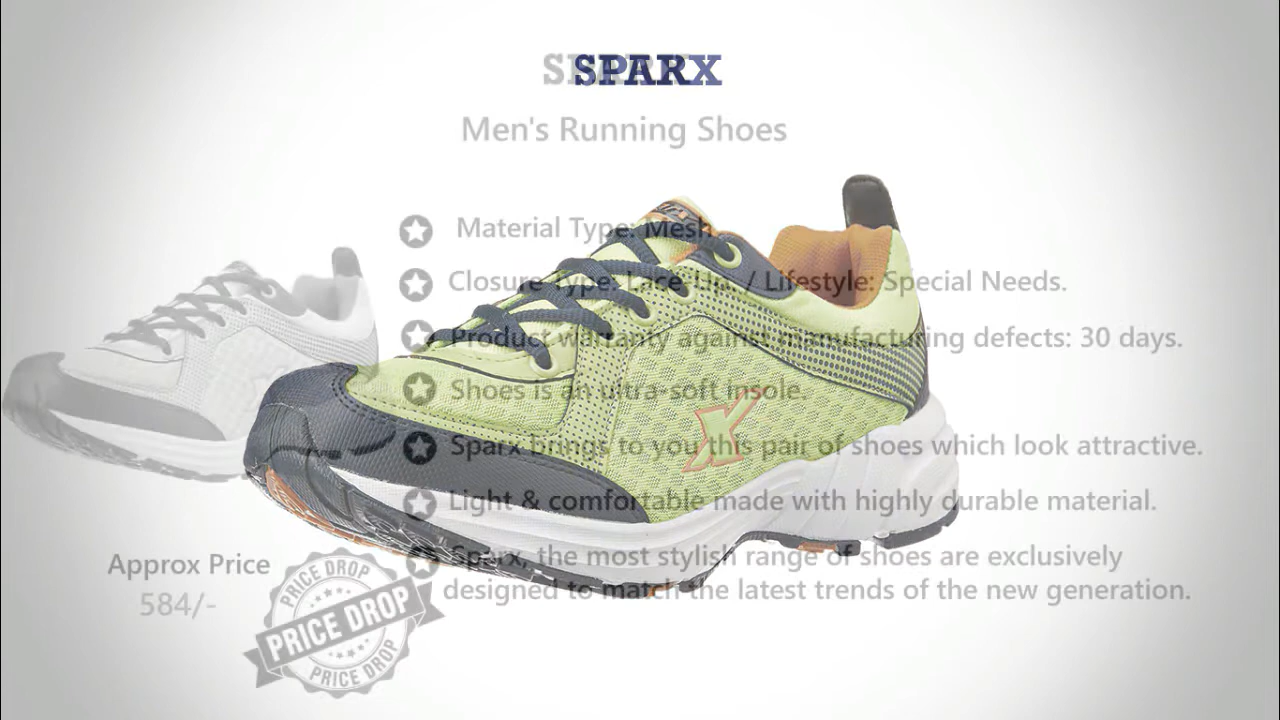 SPARX
Men's Running Shoes
Material Type: Mesh
Closure Type: Lace-Up / Lifestyle: Special Needs.
Product warranty against manufacturing defects: 30 days.
Shoes is an ultra-soft insole.
Sparx brings to you this pair of shoes which look attractive.
Light & comfortable made with highly durable material.
Sparx, the most stylish range of shoes are exclusively
designed to match the latest trends of the new generation.
Approx Price
584/-
PRICE DROP
PRICE DROP
PRICE DROP